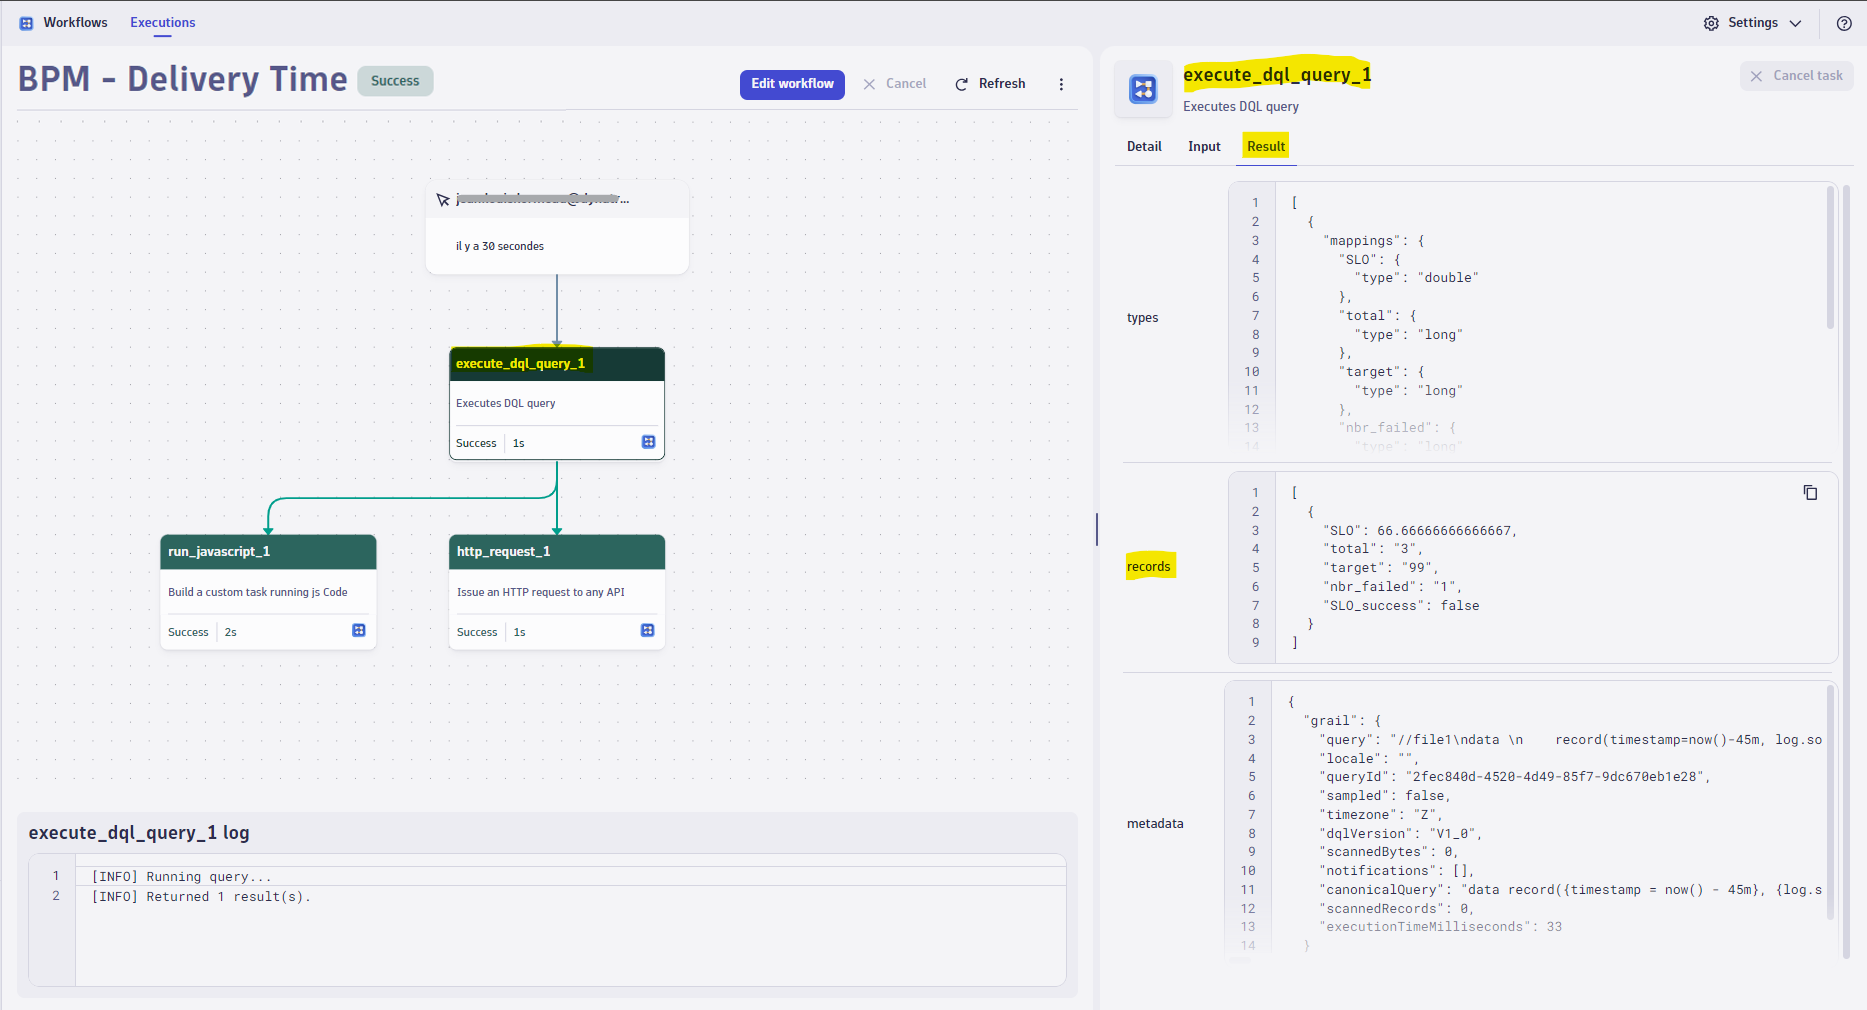 Workflows
Executions
Settings
BPM - Delivery Time
Success
Edit workflow
Cancel
Refresh
il y a 30 secondes
execute_dql_query_1
Executes DQL query
Success
1s
run_javascript_1
Build a custom task running js Code
Success
2s
http_request_1
Issue an HTTP request to any API
Success
1s
execute_dql_query_1 log
1 [INFO] Running query...
2 [INFO] Returned 1 result(s).
execute_dql_query_1
Executes DQL query
Cancel task
Detail
Input
Result
types
1 [
2 {
3 "mappings": {
4 "SLO": {
5 "type": "double"
6 },
7 "total": {
8 "type": "long"
9 },
10 "target": {
11 "type": "long"
12 },
13 "nbr_failed": {
14 "type": "long"
records
1 [
2 {
3 "SLO": 66.66666666666667,
4 "total": "3",
5 "target": "99",
6 "nbr_failed": "1",
7 "SLO_success": false
8 }
9 ]
metadata
1 {
2 "grail": {
3 "query": "//file1\ndata \n    record(timestamp=now()-45m, log.so
4 "locale": "",
5 "queryId": "2fec840d-4520-4d49-85f7-9dc670eb1e28",
6 "sampled": false,
7 "timezone": "Z",
8 "dqlVersion": "V1_0",
9 "scannedBytes": 0,
10 "notifications": [],
11 "canonicalQuery": "data record({timestamp = now() - 45m}, {log.s
12 "scannedRecords": 0,
13 "executionTimeMilliseconds": 33
14 }